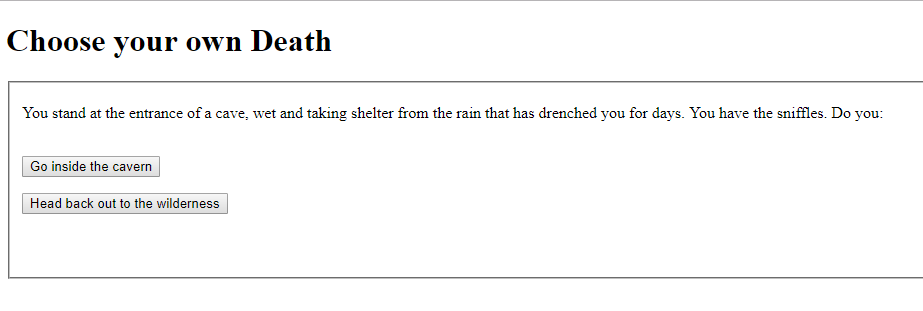 Choose your own Death
You stand at the entrance of a cave, wet and taking shelter from the rain that has drenched you for days. You have the sniffles. Do you:
Go inside the cavern
Head back out to the wilderness